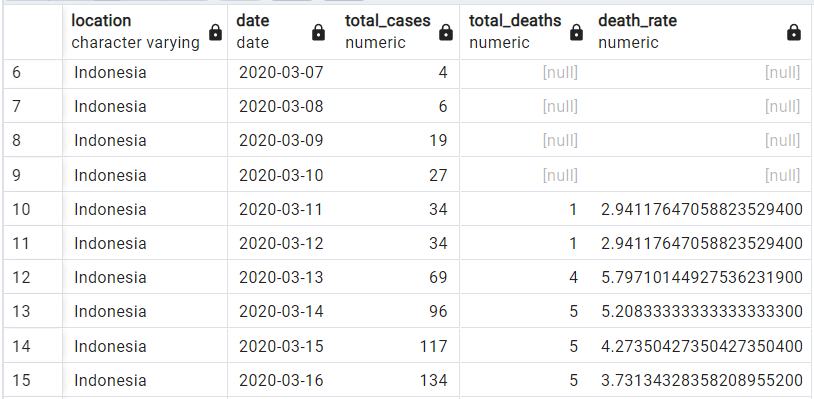 location date total_cases total_deaths death_rate
character varying date numeric numeric numeric
6 Indonesia 2020-03-07 4 [null] [null]
7 Indonesia 2020-03-08 6 [null] [null]
8 Indonesia 2020-03-09 19 [null] [null]
9 Indonesia 2020-03-10 27 [null] [null]
10 Indonesia 2020-03-11 34 1 2.94117647058823529400
11 Indonesia 2020-03-12 34 1 2.94117647058823529400
12 Indonesia 2020-03-13 69 4 5.79710144927536231900
13 Indonesia 2020-03-14 96 5 5.20833333333333333300
14 Indonesia 2020-03-15 117 5 4.27350427350427350400
15 Indonesia 2020-03-16 134 5 3.73134328358208955200